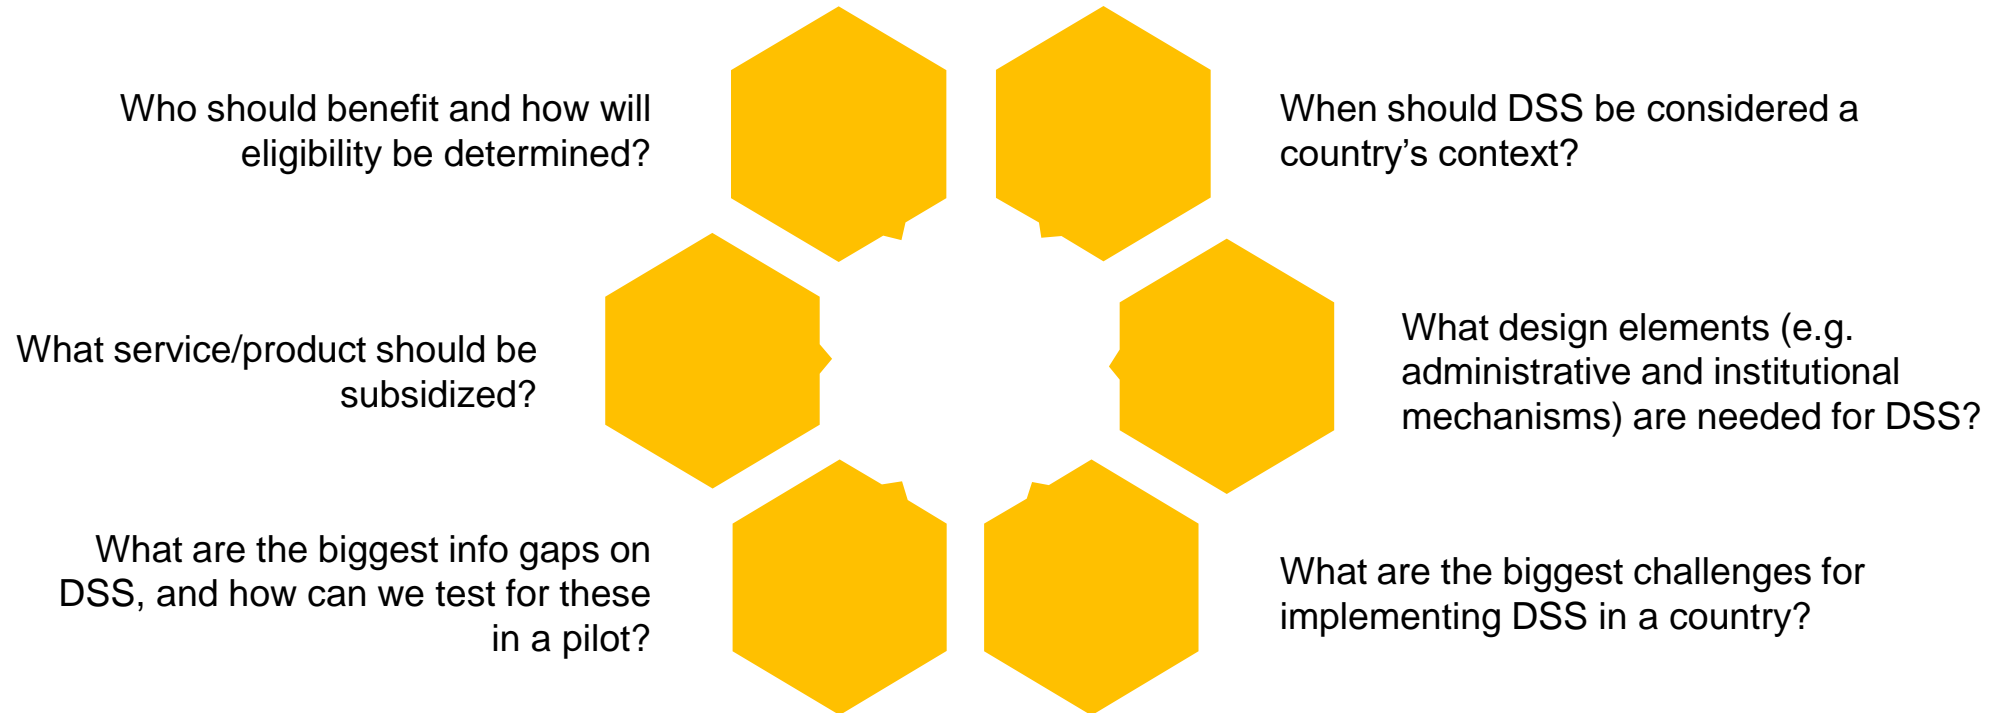 Who should benefit and how will
eligibility be determined?
When should DSS be considered a
country's context?
What service/product should be
subsidized?
What design elements (e.g.
administrative and institutional
mechanisms) are needed for DSS?
What are the biggest info gaps on
DSS, and how can we test for these
in a pilot?
What are the biggest challenges for
implementing DSS in a country?